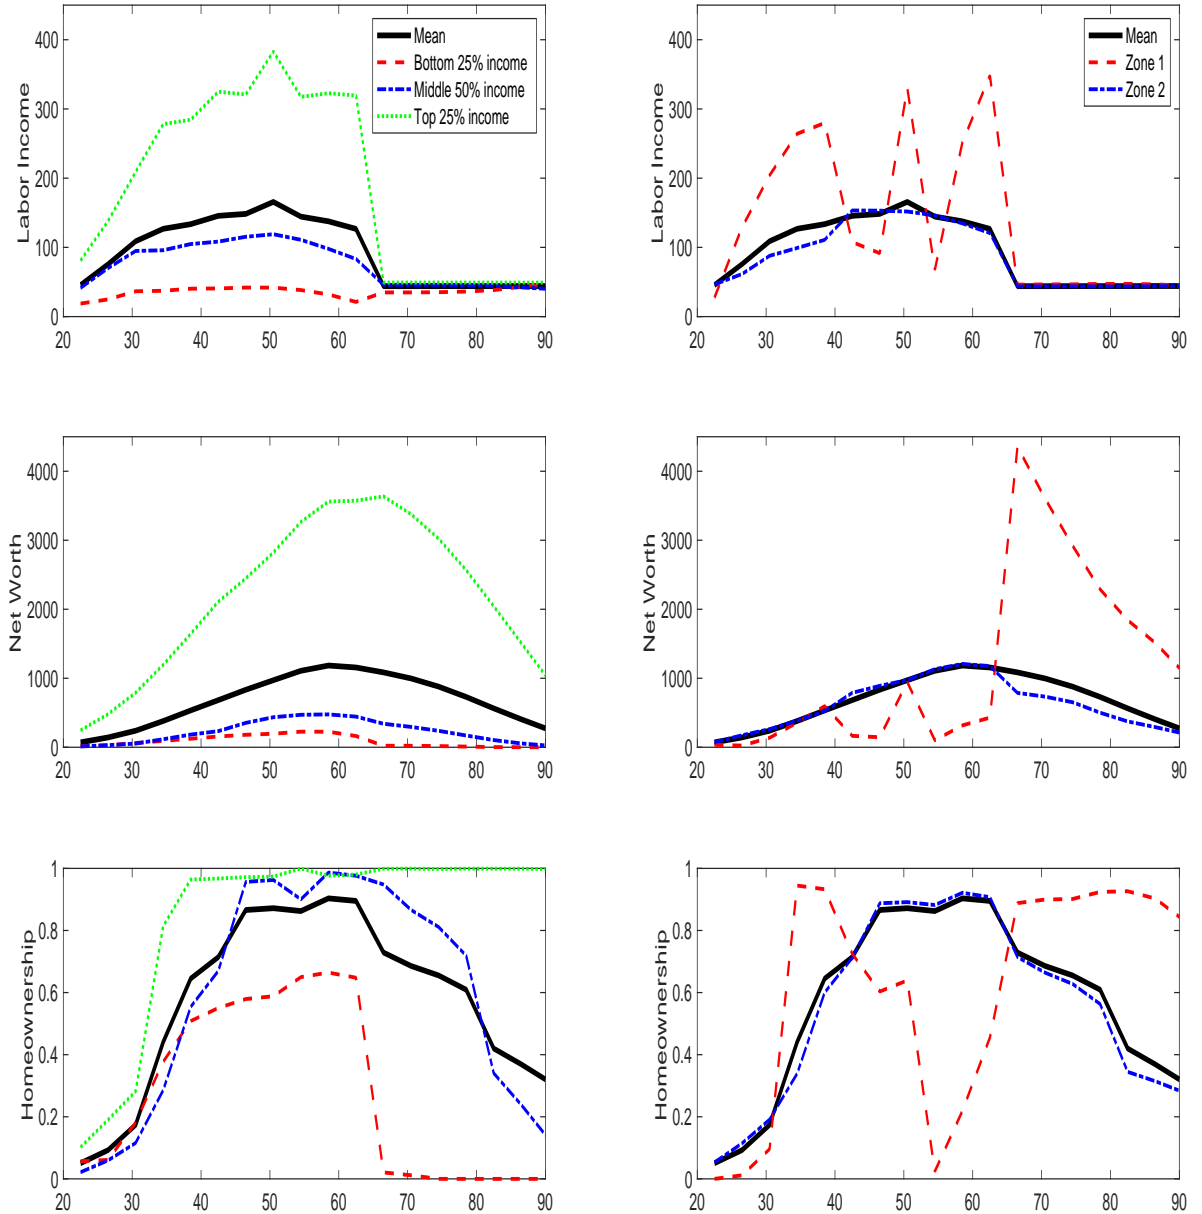 400
300
200
100
0
Labor Income
20 30 40 50 60 70 80 90
Mean
Bottom 25% income
Middle 50% income
Top 25% income
400
300
200
100
0
Labor Income
20 30 40 50 60 70 80 90
Mean
Zone 1
Zone 2
4000
3000
2000
1000
0
Net Worth
20 30 40 50 60 70 80 90
4000
3000
2000
1000
0
Net Worth
20 30 40 50 60 70 80 90
1
0.8
0.6
0.4
0.2
0
Homeownership
20 30 40 50 60 70 80 90
1
0.8
0.6
0.4
0.2
0
Homeownership
20 30 40 50 60 70 80 90